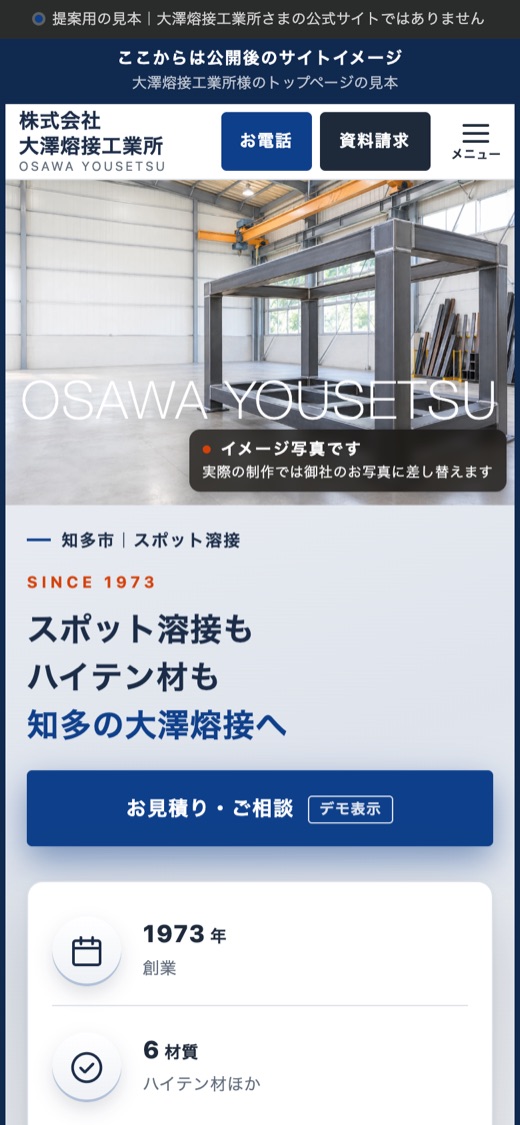 提案用の見本｜大澤熔接工業所さまの公式サイトではありません
ここからは公開後のサイトイメージ
大澤熔接工業所様のトップページの見本
株式会社
大澤熔接工業所
OSAWA YOUSETSU
お電話
資料請求
メニュー
OSAWA YOUSETSU
イメージ写真です
実際の制作では御社のお写真に差し替えます
知多市｜スポット溶接
SINCE 1973
スポット溶接も
ハイテン材も
知多の大澤熔接へ
お見積り・ご相談 デモ表示
1973 年
創業
6 材質
ハイテン材ほか